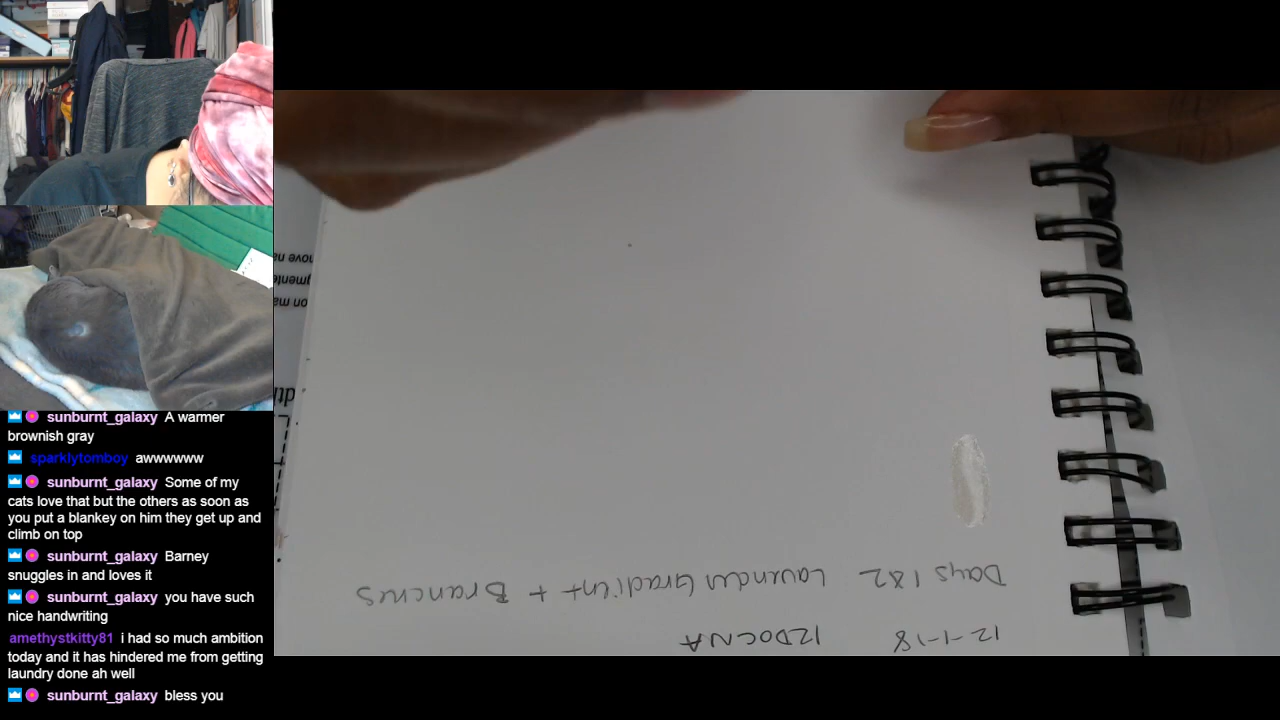 sunburnt_galaxy A warmer
brownish gray
sparklytomboy awwwwww
sunburnt_galaxy Some of my
cats love that but the others as soon as
you put a blankey on him they get up and
climb on top
sunburnt_galaxy Barney
snuggles in and loves it
sunburnt_galaxy you have such
nice handwriting
amethystkitty81 i had so much ambition
today and it has hindered me from getting
laundry done ah well
sunburnt_galaxy bless you
12-1-18 12DOCNA
Days 1&2 Lavender Gradient + Branches